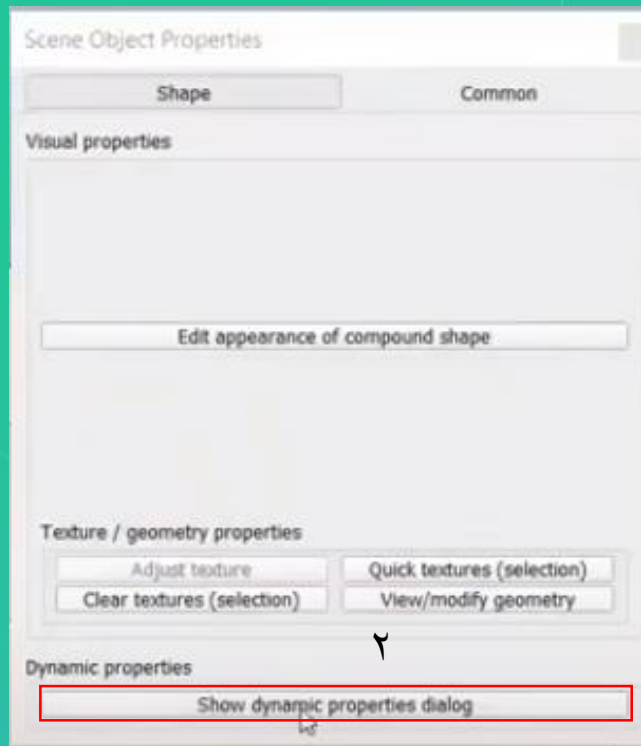 Scene Object Properties
Shape Common
Visual properties
Edit appearance of compound shape
Texture / geometry properties
Adjust texture Quick textures (selection)
Clear textures (selection) View/modify geometry
۲
Dynamic properties
Show dynamic properties dialog